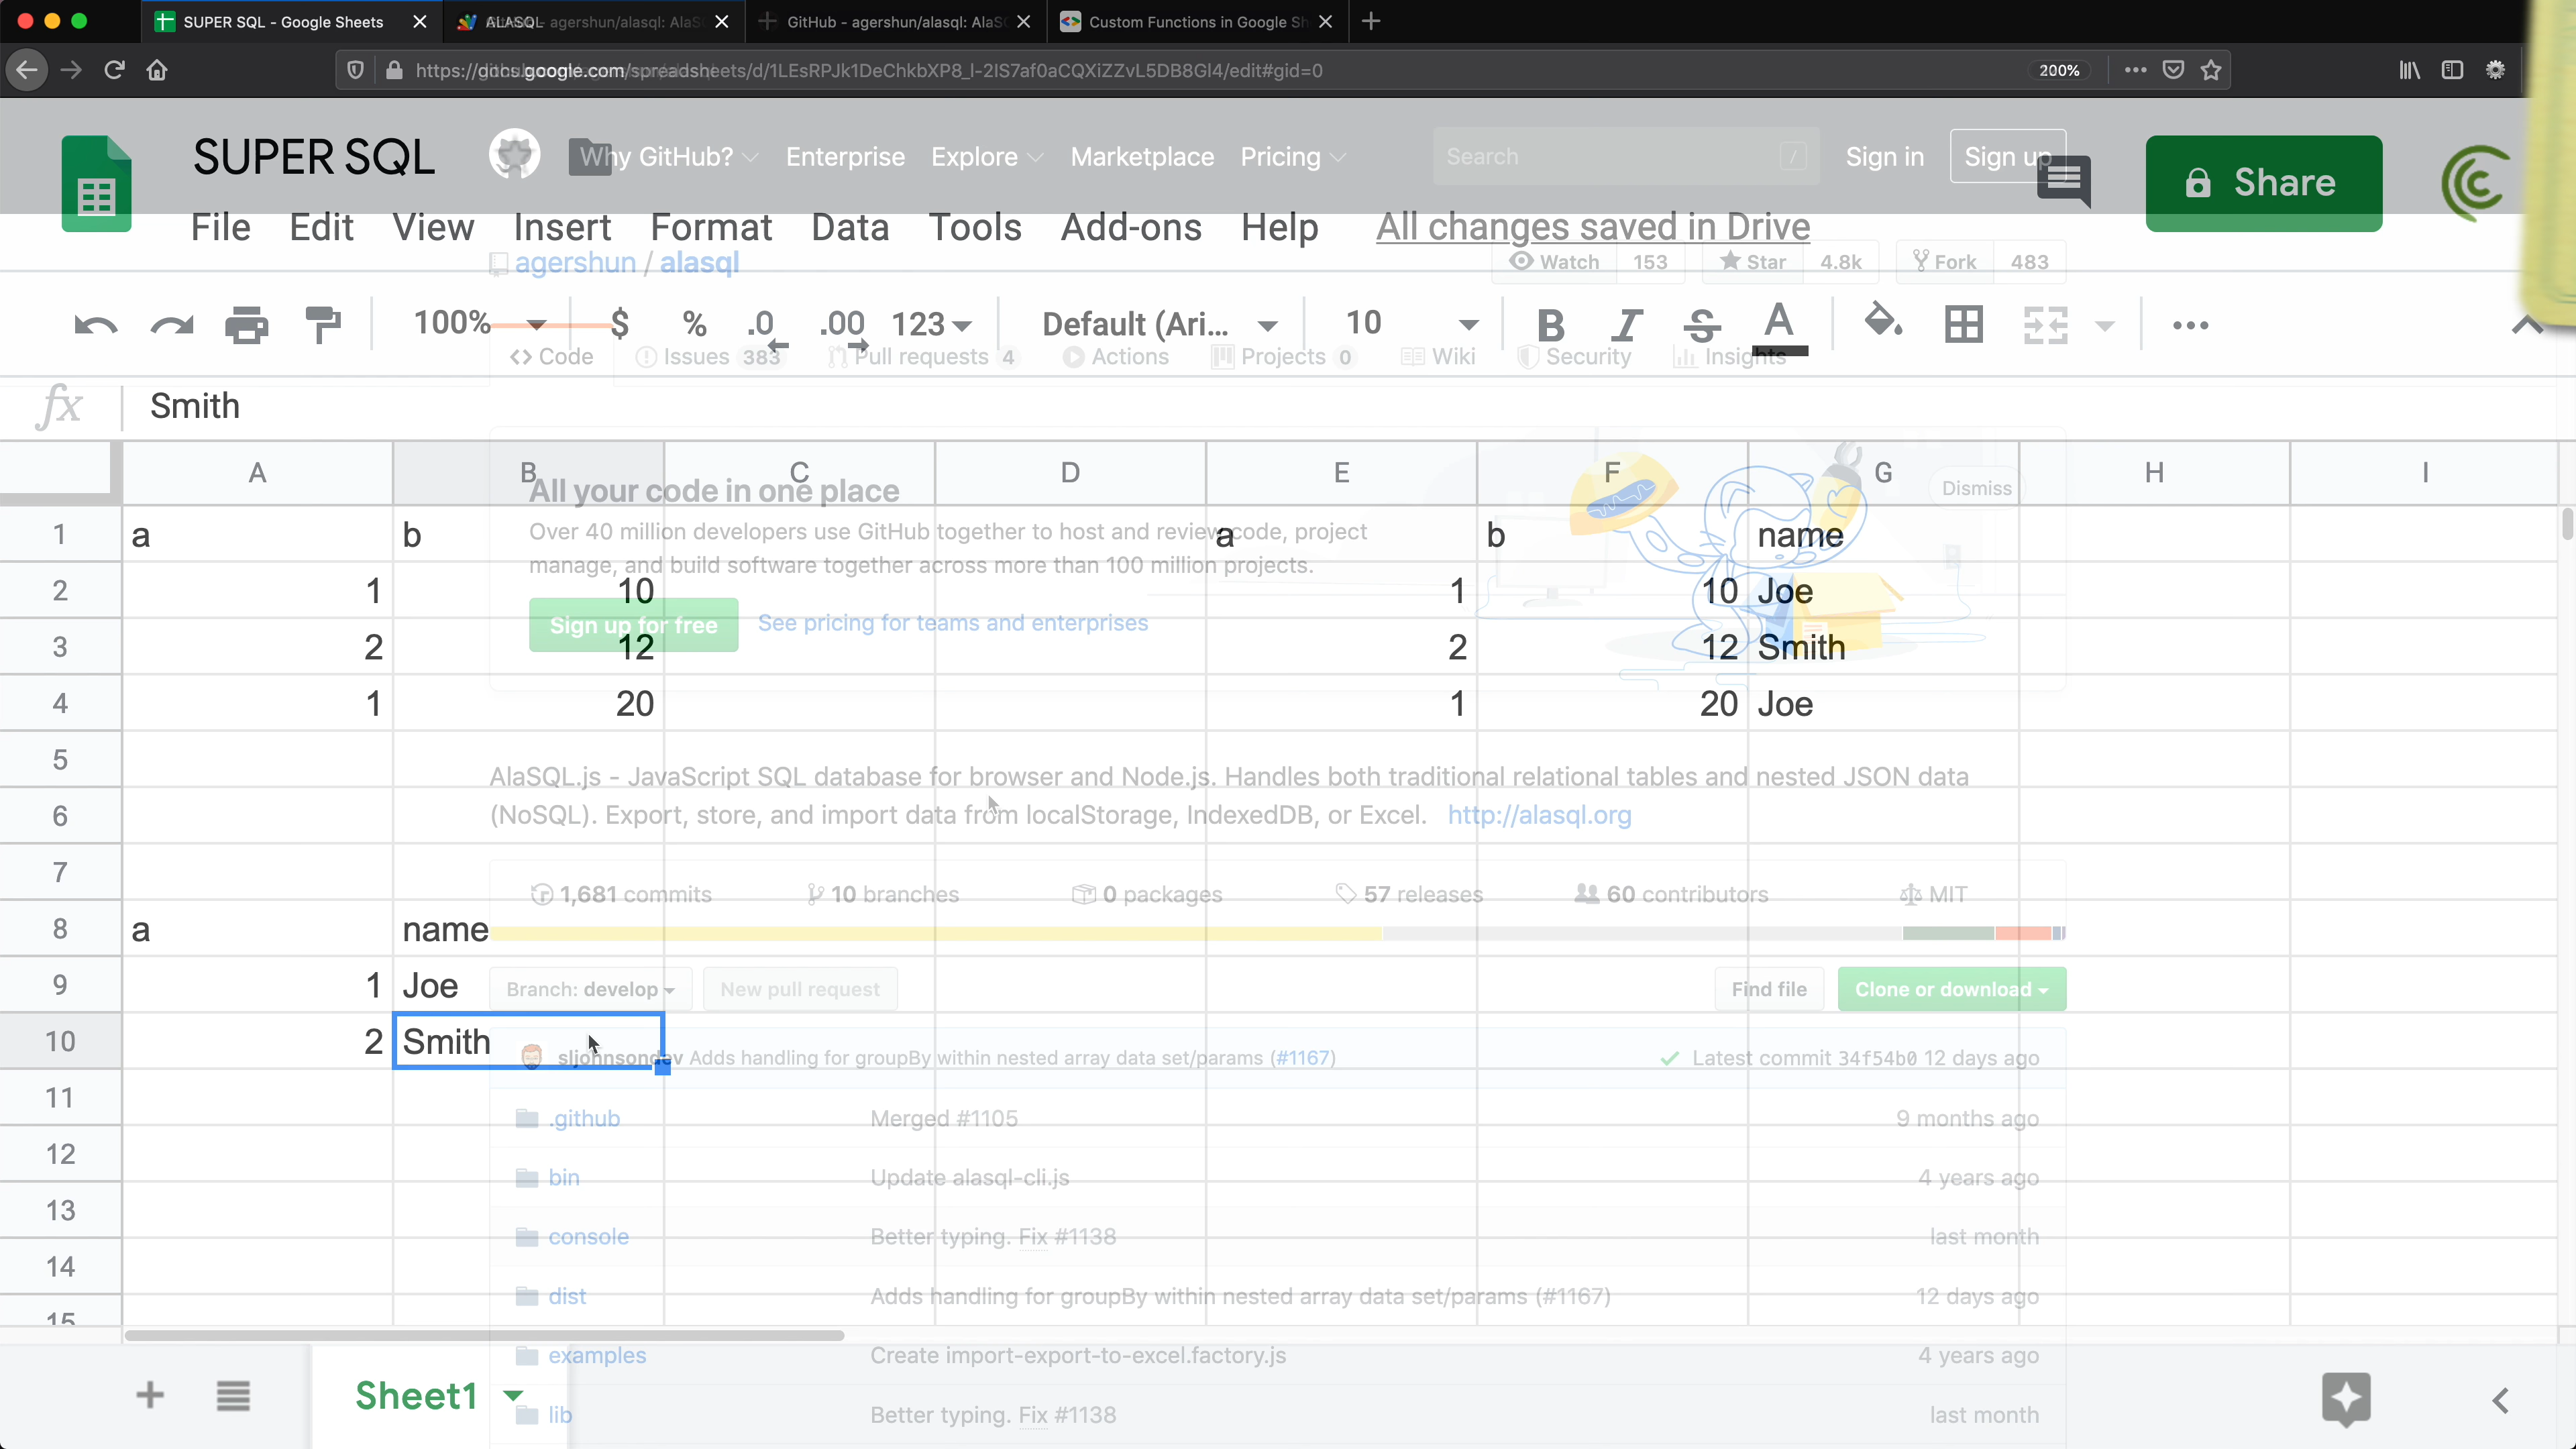 SUPER SQL - Google Sheets
ALASQL - agershun/alasql: AlaS
GitHub - agershun/alasql: AlaS
Custom Functions in Google Sh
200%
SUPER SQL
Why GitHub? Enterprise Explore Marketplace Pricing
Search /
Sign in Sign up
Share
File Edit View Insert Format Data Tools Add-ons Help All changes saved in Drive
agershun / alasql
Watch 153 Star 4.8k Fork 483
100% $ % .0 .00 123 Default (Ari... 10 B I S A
Code Issues 383 Pull requests 4 Actions Projects 0 Wiki Security Insights
fx Smith
A B C D E F G H I
All your code in one place
Dismiss
Over 40 million developers use GitHub together to host and review code, project
manage, and build software together across more than 100 million projects.
Sign up for free See pricing for teams and enterprises
1 a b a b name
2 1 10 1 10 Joe
3 2 12 2 12 Smith
4 1 20 1 20 Joe
5
AlaSQL.js - JavaScript SQL database for browser and Node.js. Handles both traditional relational tables and nested JSON data
6
(NoSQL). Export, store, and import data from localStorage, IndexedDB, or Excel. http://alasql.org
7
1,681 commits 10 branches 0 packages 57 releases 60 contributors MIT
8 a name
9 1 Joe
Branch: develop New pull request Find file Clone or download
10 2 Smith
sljohnsondev Adds handling for groupBy within nested array data set/params (#1167) Latest commit 34f54b0 12 days ago
11
.github Merged #1105 9 months ago
12
bin Update alasql-cli.js 4 years ago
13
console Better typing. Fix #1138 last month
14
dist Adds handling for groupBy within nested array data set/params (#1167) 12 days ago
15
examples Create import-export-to-excel.factory.js 4 years ago
Sheet1
lib Better typing. Fix #1138 last month